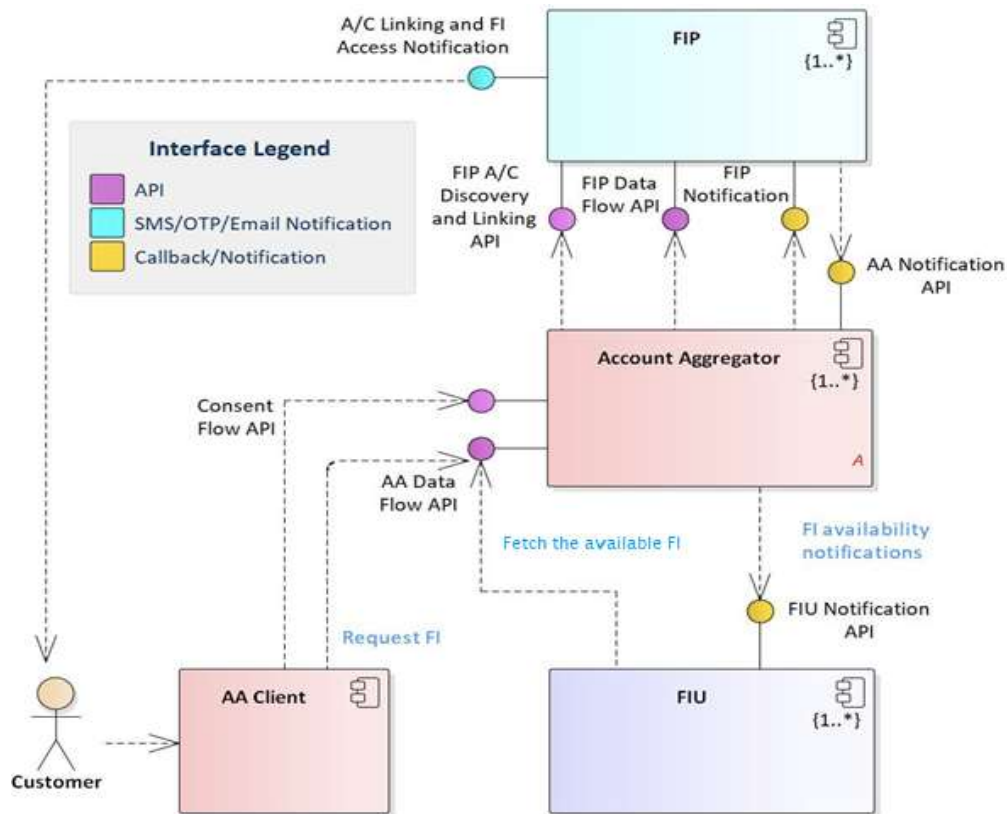 A/C Linking and FI
Access Notification
FIP
{1..*}
Interface Legend
API
SMS/OTP/Email Notification
Callback/Notification
FIP A/C
Discovery
and Linking
API
FIP Data
Flow API
FIP
Notification
AA Notification
API
Account Aggregator
{1..*}
A
Consent
Flow API
AA Data
Flow API
Fetch the available FI
FI availability
notifications
Request FI
FIU Notification
API
AA Client
FIU
{1..*}
Customer